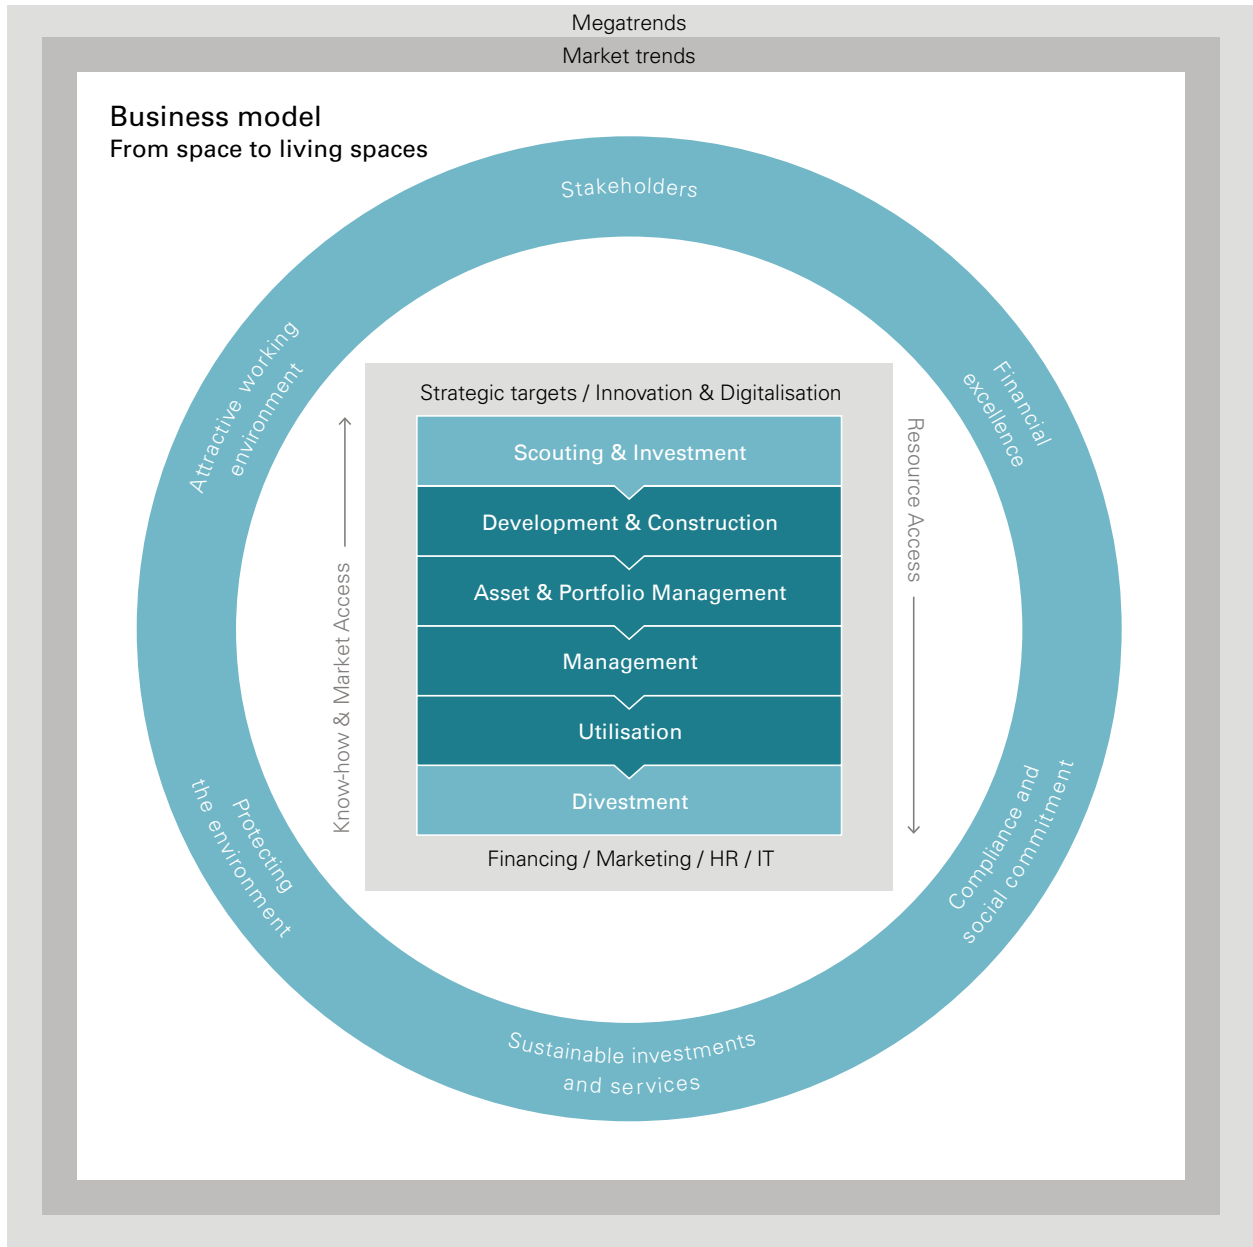 Megatrends
Market trends
Business model
From space to living spaces
Stakeholders
Attractive working
environment
Financial
excellence
Strategic targets / Innovation & Digitalisation
Know-how & Market Access
Scouting & Investment
Development & Construction
Asset & Portfolio Management
Management
Utilisation
Divestment
Resource Access
Financing / Marketing / HR / IT
Protecting
the environment
Compliance and
social commitment
Sustainable investments
and services